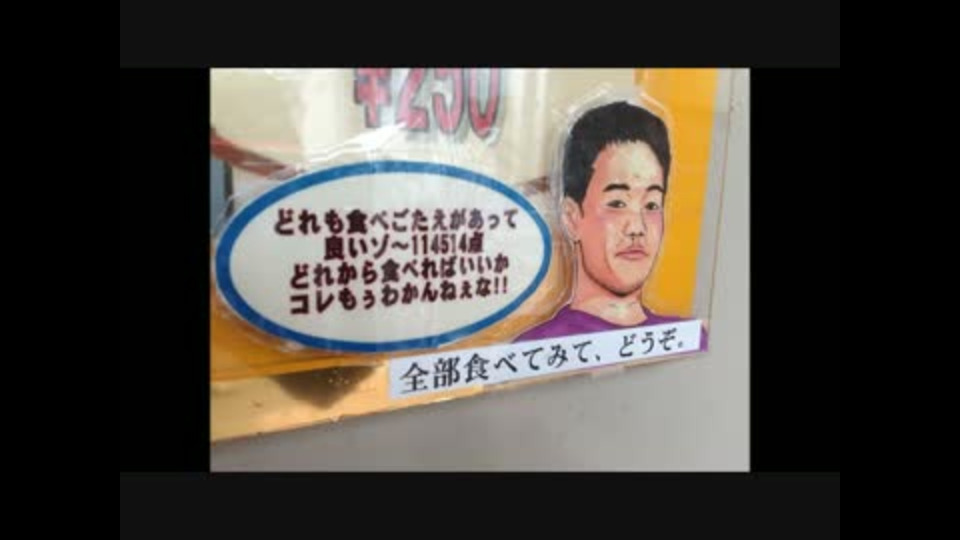 ¥250
どれも食べごたえがあって
良いゾ～114514点
どれから食べればいいか
コレもぅわかんねぇな!!
全部食べてみて、どうぞ。